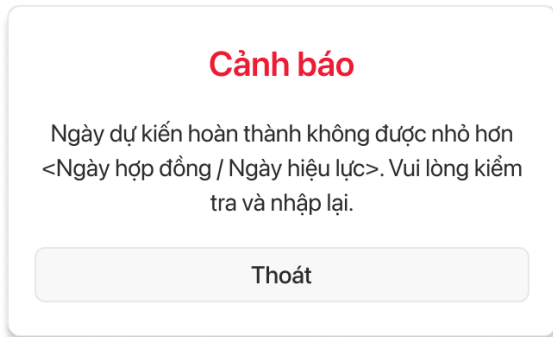 Cảnh báo
Ngày dự kiến hoàn thành không được nhỏ hơn
<Ngày hợp đồng / Ngày hiệu lực>. Vui lòng kiểm
tra và nhập lại.
Thoát